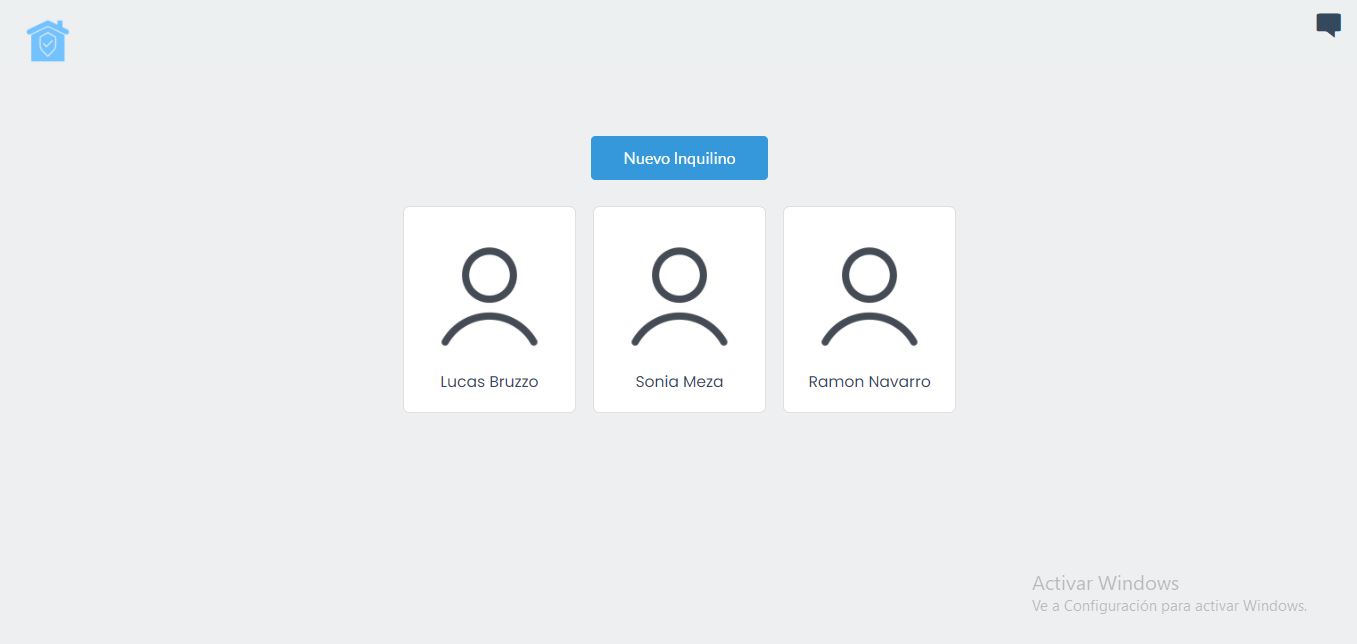 Nuevo Inquilino
Lucas Bruzzo
Sonia Meza
Ramon Navarro
Activar Windows
Ve a Configuración para activar Windows.